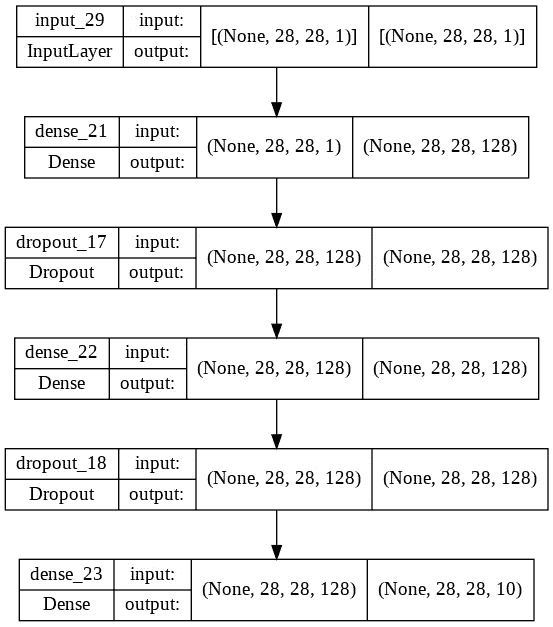 input_29 input: [(None, 28, 28, 1)] [(None, 28, 28, 1)]
InputLayer output:
dense_21 input: (None, 28, 28, 1) (None, 28, 28, 128)
Dense output:
dropout_17 input: (None, 28, 28, 128) (None, 28, 28, 128)
Dropout output:
dense_22 input: (None, 28, 28, 128) (None, 28, 28, 128)
Dense output:
dropout_18 input: (None, 28, 28, 128) (None, 28, 28, 128)
Dropout output:
dense_23 input: (None, 28, 28, 128) (None, 28, 28, 10)
Dense output: